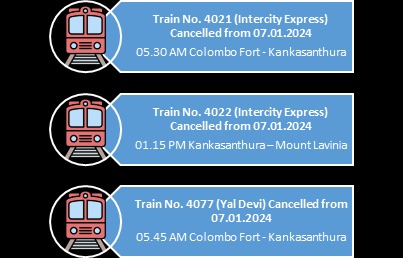 Train No. 4021 (Intercity Express)
Cancelled from 07.01.2024
05.30 AM Colombo Fort - Kankasanthura
Train No. 4022 (Intercity Express)
Cancelled from 07.01.2024
01.15 PM Kankasanthura – Mount Lavinia
Train No. 4077 (Yal Devi) Cancelled from
07.01.2024
05.45 AM Colombo Fort - Kankasanthura